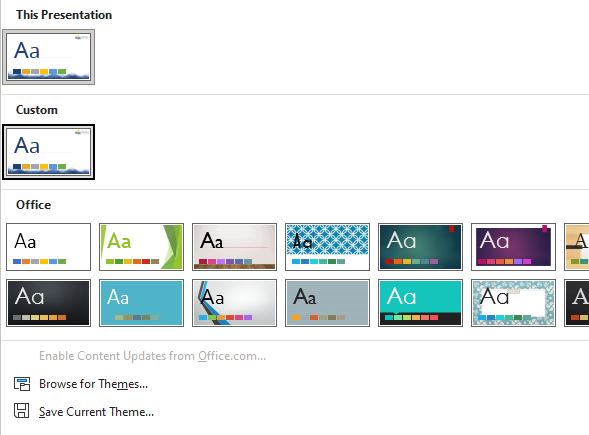 This Presentation
Aa
Custom
Aa
Office
Aa Aa Aa Aa Aa Aa A
Aa Aa Aa Aa Aa Aa A
Enable Content Updates from Office.com...
Browse for Themes...
Save Current Theme...